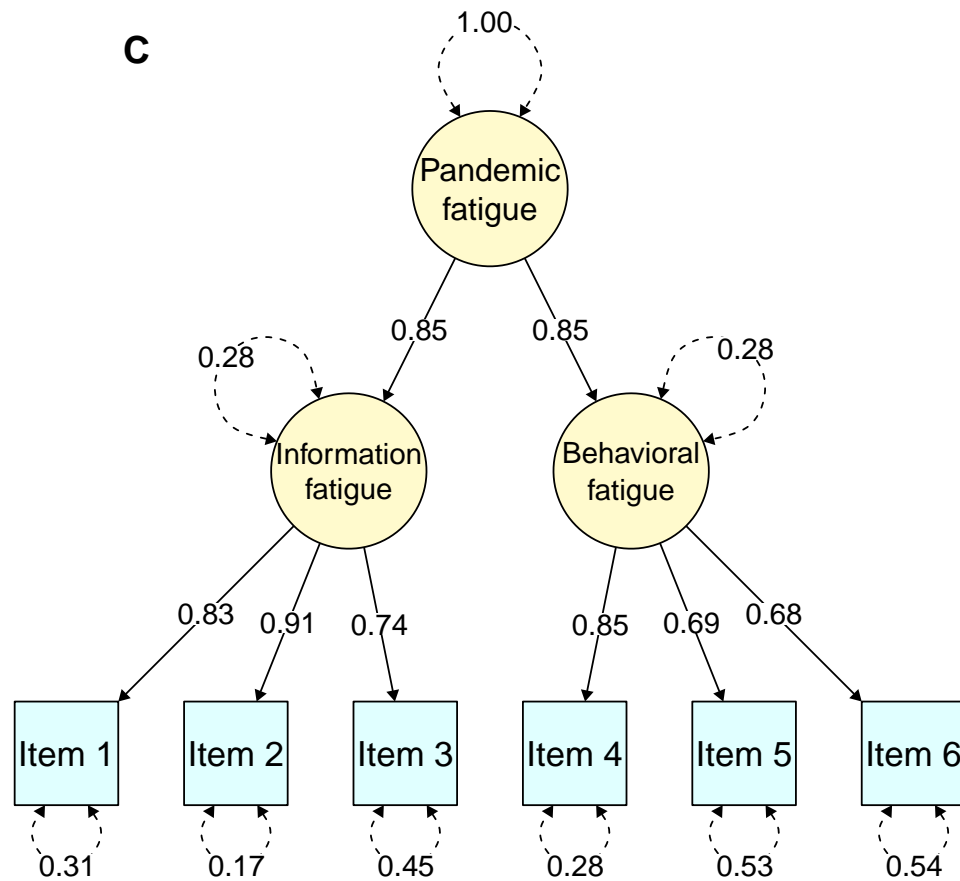 1.00
C
Pandemic
fatigue
0.85
0.85
0.28
0.28
Information
fatigue
Behavioral
fatigue
0.83
0.91
0.74
0.85
0.69
0.68
Item 1
Item 2
Item 3
Item 4
Item 5
Item 6
0.31
0.17
0.45
0.28
0.53
0.54